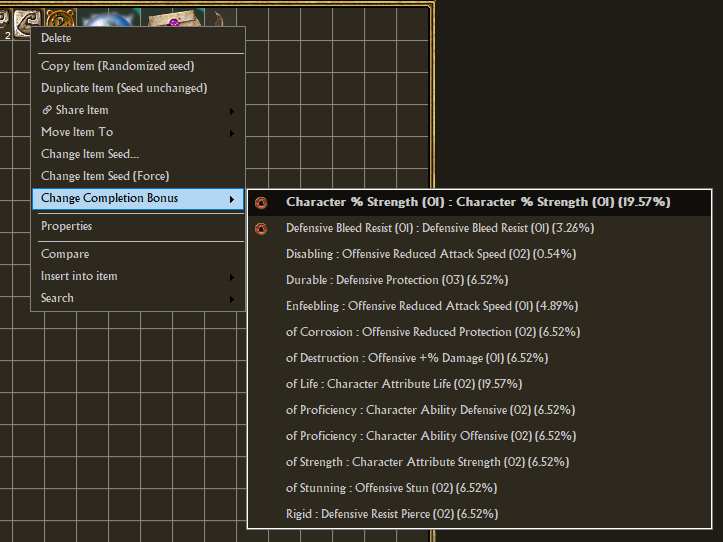 2
Delete
Copy Item (Randomized seed)
Duplicate Item (Seed unchanged)
Share Item
Move Item To
Change Item Seed...
Change Item Seed (Force)
Change Completion Bonus
Properties
Compare
Insert into item
Search
Character % Strength (01) : Character % Strength (01) (19.57%)
Defensive Bleed Resist (01) : Defensive Bleed Resist (01) (3.26%)
Disabling : Offensive Reduced Attack Speed (02) (0.54%)
Durable : Defensive Protection (03) (6.52%)
Enfeebling : Offensive Reduced Attack Speed (01) (4.89%)
of Corrosion : Offensive Reduced Protection (02) (6.52%)
of Destruction : Offensive +% Damage (01) (6.52%)
of Life : Character Attribute Life (02) (19.57%)
of Proficiency : Character Ability Defensive (02) (6.52%)
of Proficiency : Character Ability Offensive (02) (6.52%)
of Strength : Character Attribute Strength (02) (6.52%)
of Stunning : Offensive Stun (02) (6.52%)
Rigid : Defensive Resist Pierce (02) (6.52%)